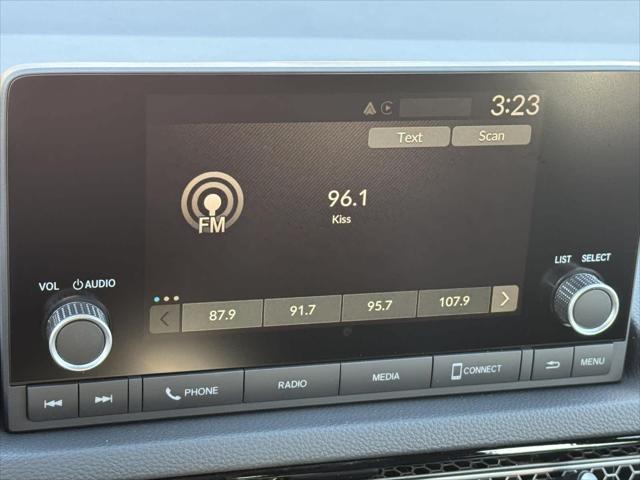 3:23
Text Scan
96.1
FM
Kiss
VOL AUDIO
LIST SELECT
87.9 91.7 95.7 107.9
PHONE RADIO MEDIA CONNECT MENU